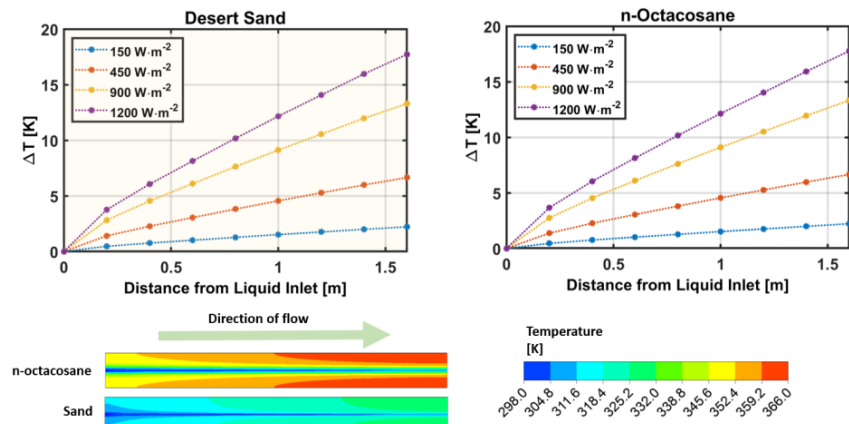 Desert Sand
20
15
10
5
0
ΔT [K]
150 W·m⁻²
450 W·m⁻²
900 W·m⁻²
1200 W·m⁻²
0
0.5
1
1.5
Distance from Liquid Inlet [m]
n-Octacosane
20
15
10
5
0
ΔT [K]
150 W·m⁻²
450 W·m⁻²
900 W·m⁻²
1200 W·m⁻²
0
0.5
1
1.5
Distance from Liquid Inlet [m]
Direction of flow
n-octacosane
Sand
Temperature
[K]
298.0
304.8
311.6
318.4
325.2
332.0
338.8
345.6
352.4
359.2
366.0